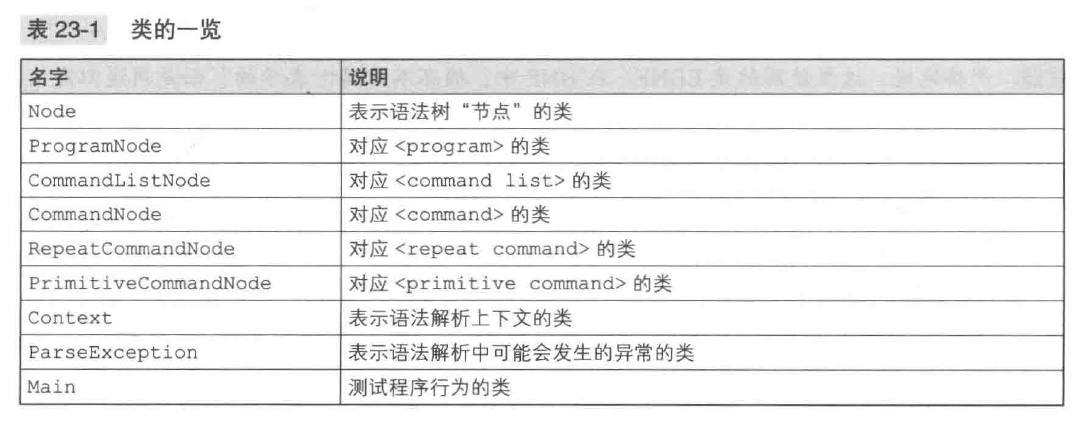 表 23-1 类的一览
名字 说明
Node 表示语法树“节点”的类
ProgramNode 对应<program>的类
CommandListNode 对应<command list>的类
CommandNode 对应<command>的类
RepeatCommandNode 对应<repeat command>的类
PrimitiveCommandNode 对应<primitive command>的类
Context 表示语法解析上下文的类
ParseException 表示语法解析中可能会发生的异常的类
Main 测试程序行为的类